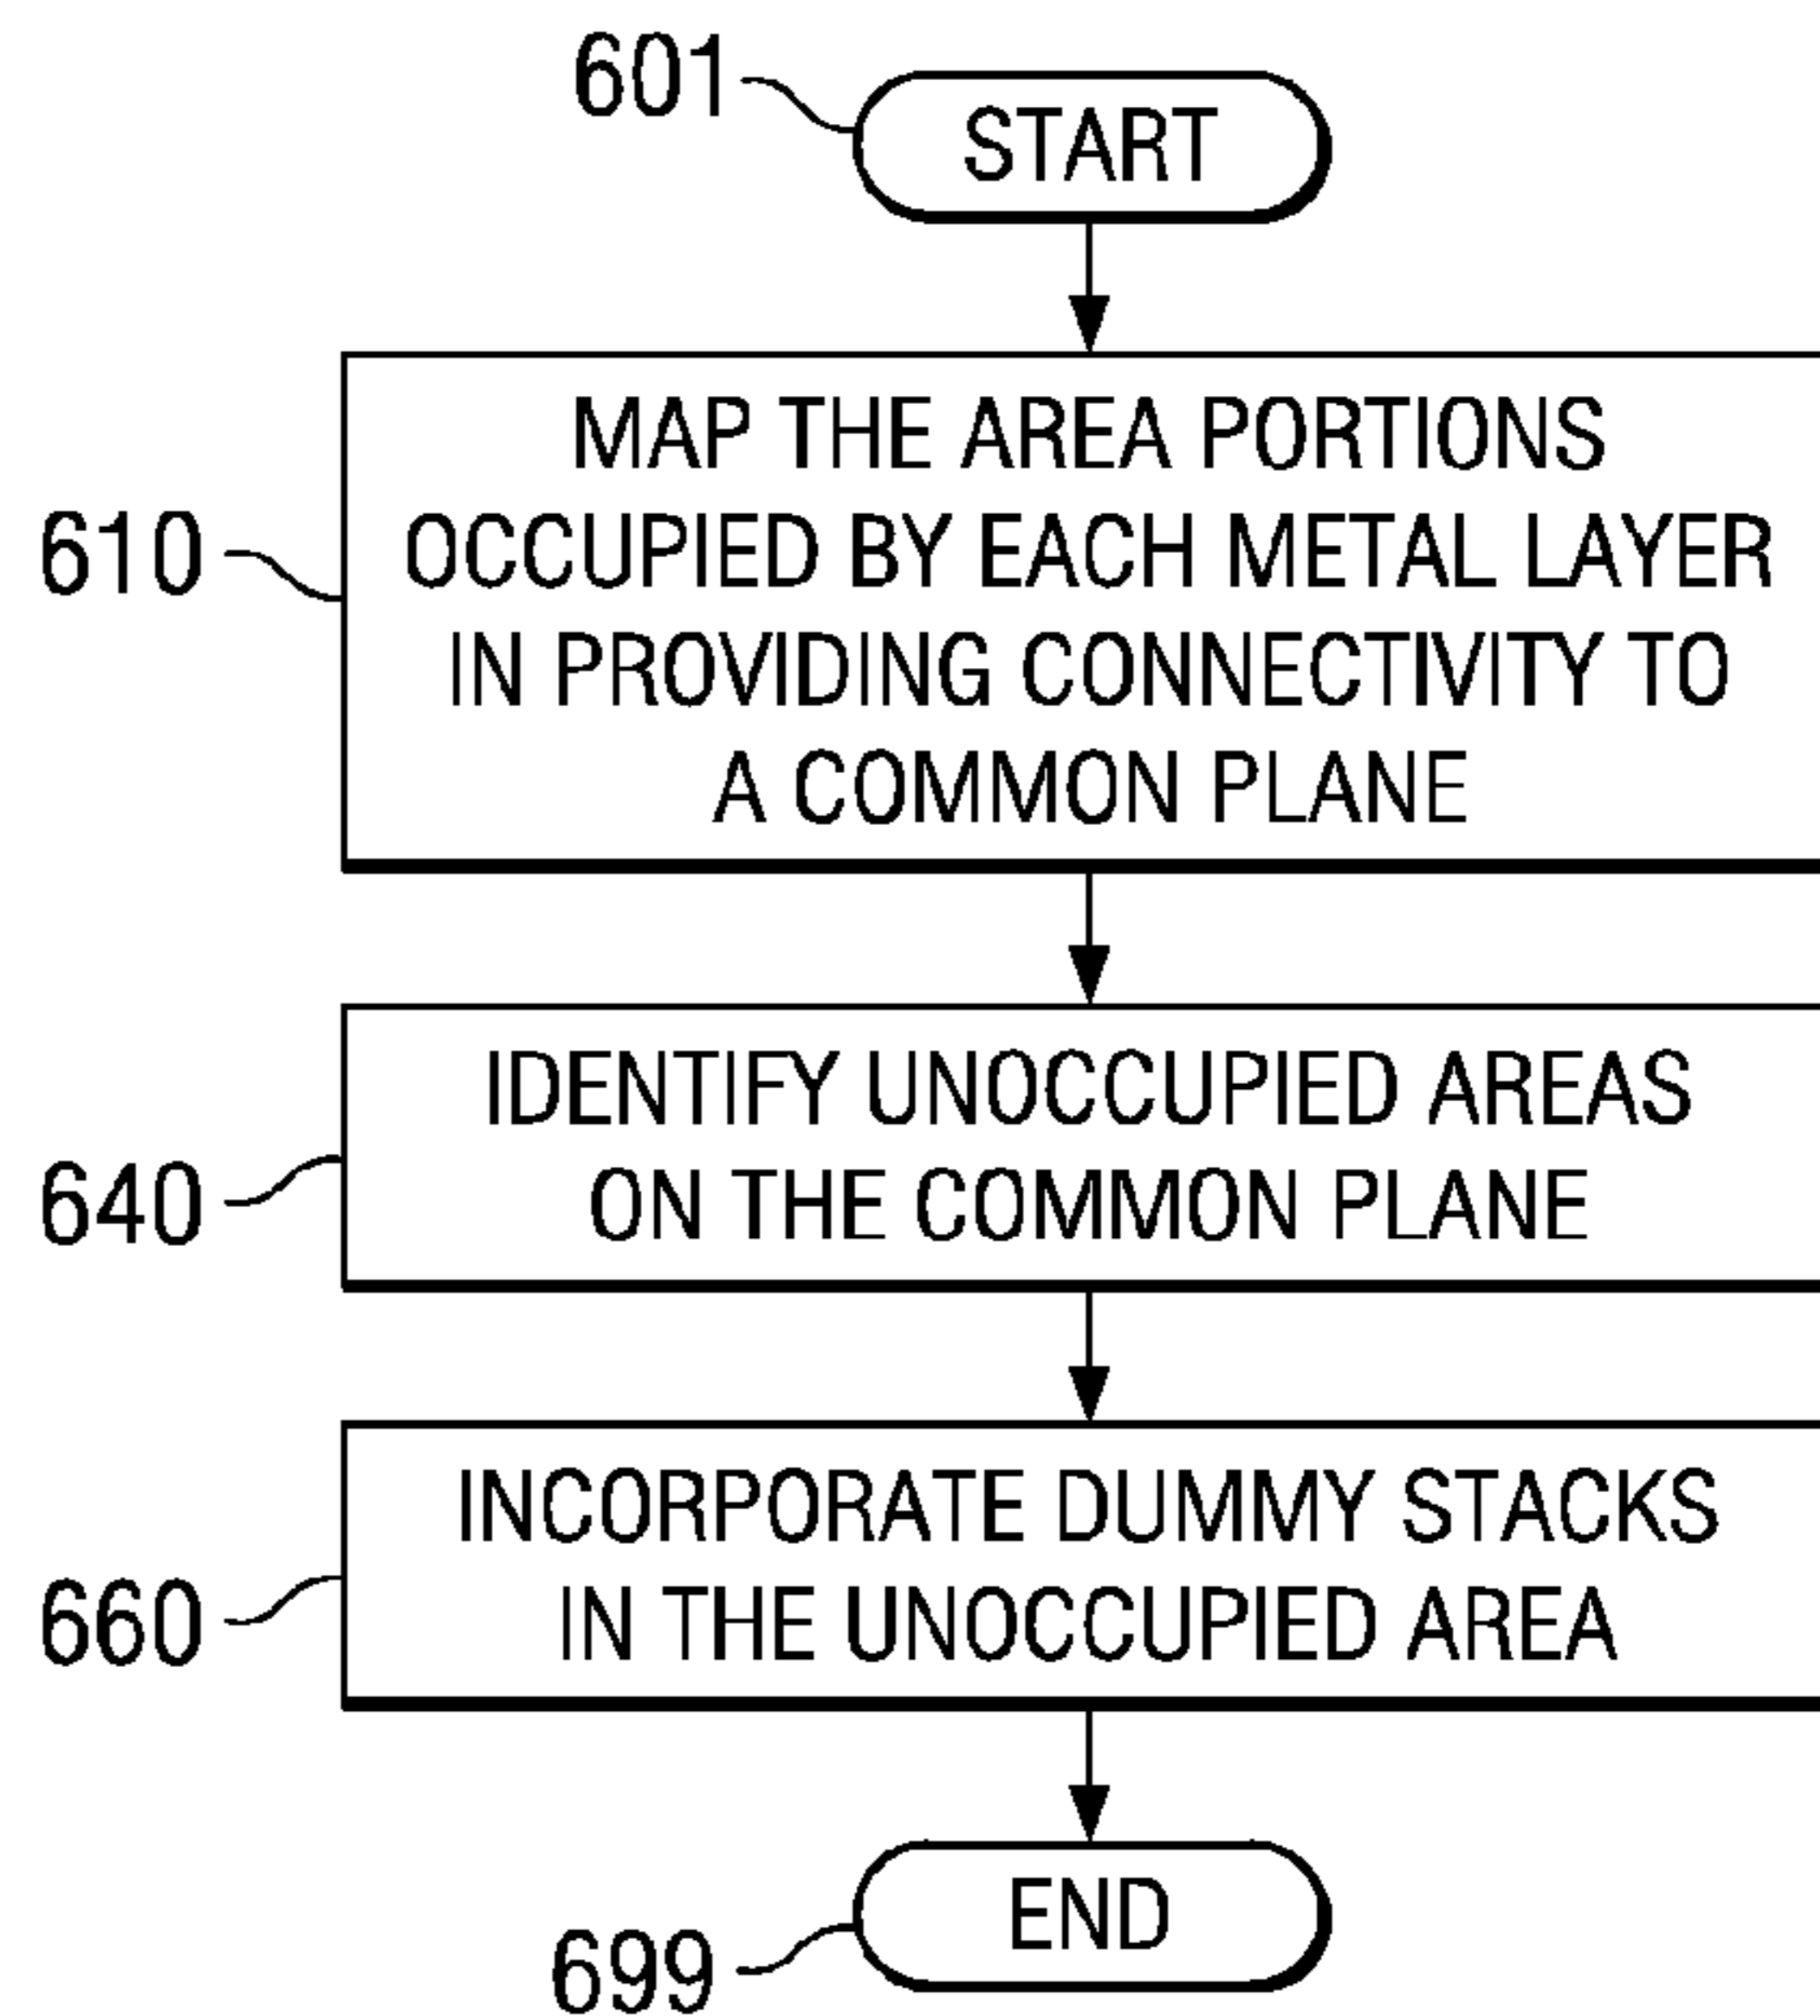 601
START
MAP THE AREA PORTIONS
OCCUPIED BY EACH METAL LAYER
IN PROVIDING CONNECTIVITY TO
A COMMON PLANE
610
IDENTIFY UNOCCUPIED AREAS
ON THE COMMON PLANE
640
INCORPORATE DUMMY STACKS
IN THE UNOCCUPIED AREA
660
END
699